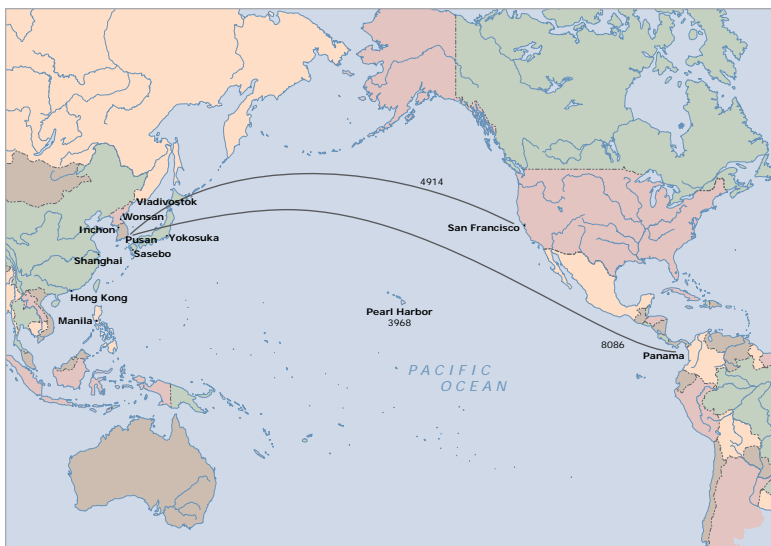 4914
Vladivostok
Wonsan
San Francisco
Inchon
Pusan
Yokosuka
Sasebo
Shanghai
Hong Kong
Pearl Harbor
Manila
3968
8086
Panama
PACIFIC
OCEAN